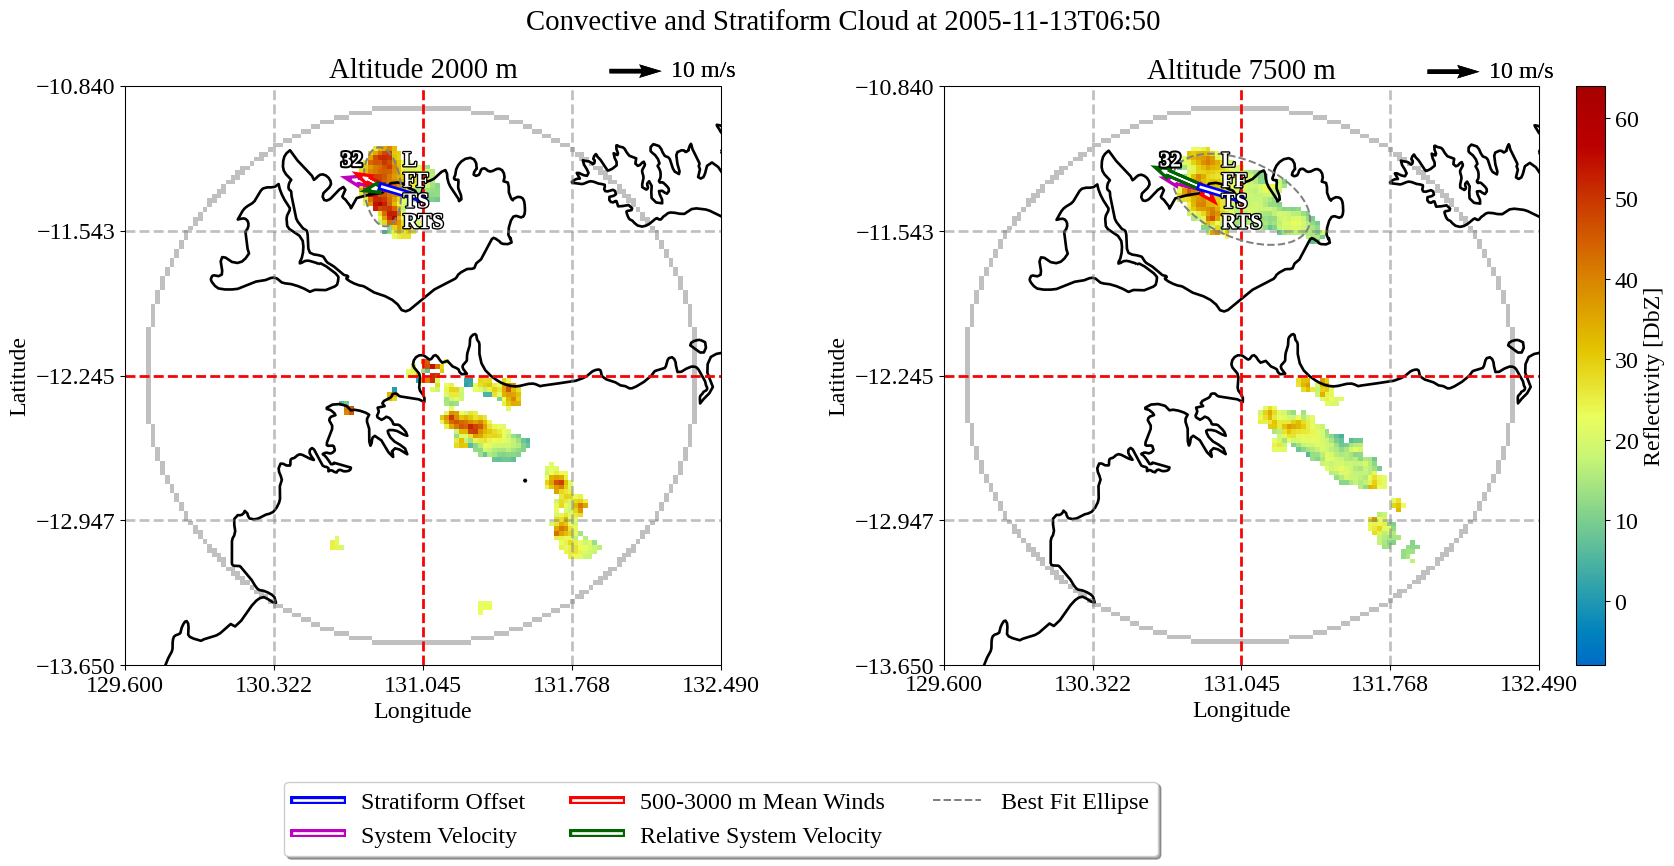 Convective and Stratiform Cloud at 2005-11-13T06:50
Altitude 2000 m
10 m/s
Altitude 7500 m
10 m/s
−10.840
−11.543
−12.245
−12.947
−13.650
Latitude
129.600
130.322
131.045
131.768
132.490
Longitude
32
L
FF
TS
RTS
−10.840
−11.543
−12.245
−12.947
−13.650
Latitude
129.600
130.322
131.045
131.768
132.490
Longitude
32
L
FF
TS
RTS
60
50
40
30
20
10
0
Reflectivity [DbZ]
Stratiform Offset
System Velocity
500-3000 m Mean Winds
Relative System Velocity
Best Fit Ellipse